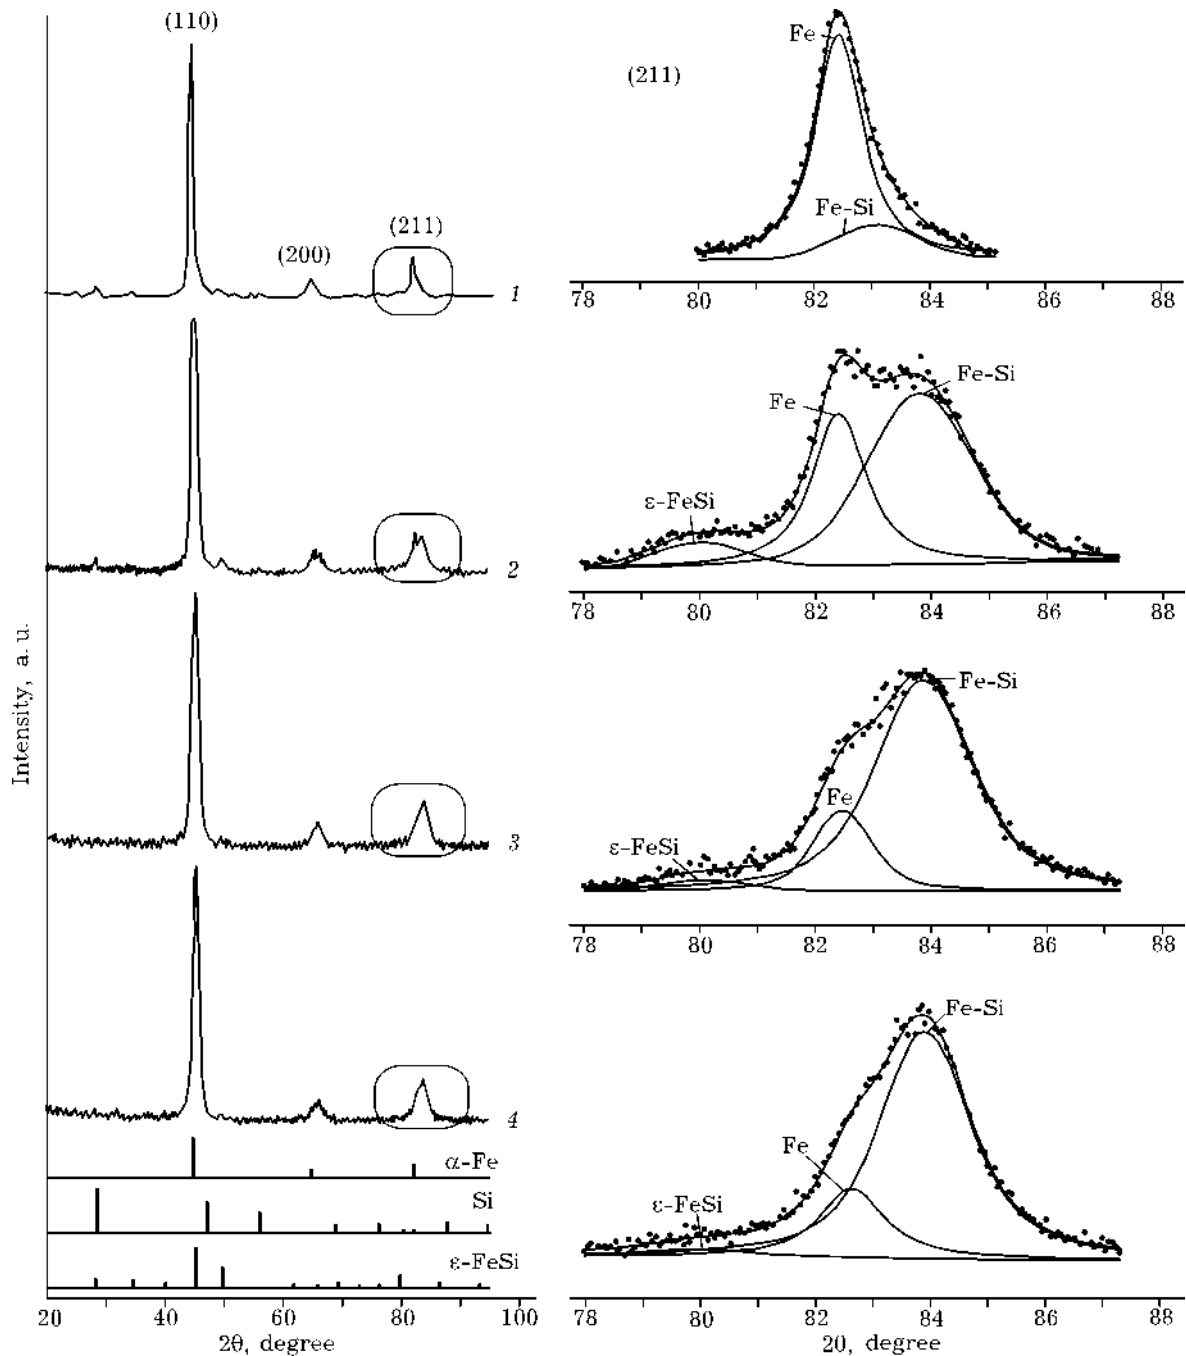 (110)
(200)
(211)
1
2
3
4
Intensity, a. u.
α-Fe
Si
ε-FeSi
20 40 60 80 100
2θ, degree
(211)
Fe
Fe-Si
78 80 82 84 86 88
Fe
Fe-Si
ε-FeSi
78 80 82 84 86 88
Fe-Si
Fe
ε-FeSi
78 80 82 84 86 88
Fe-Si
Fe
ε-FeSi
78 80 82 84 86 88
20, degree